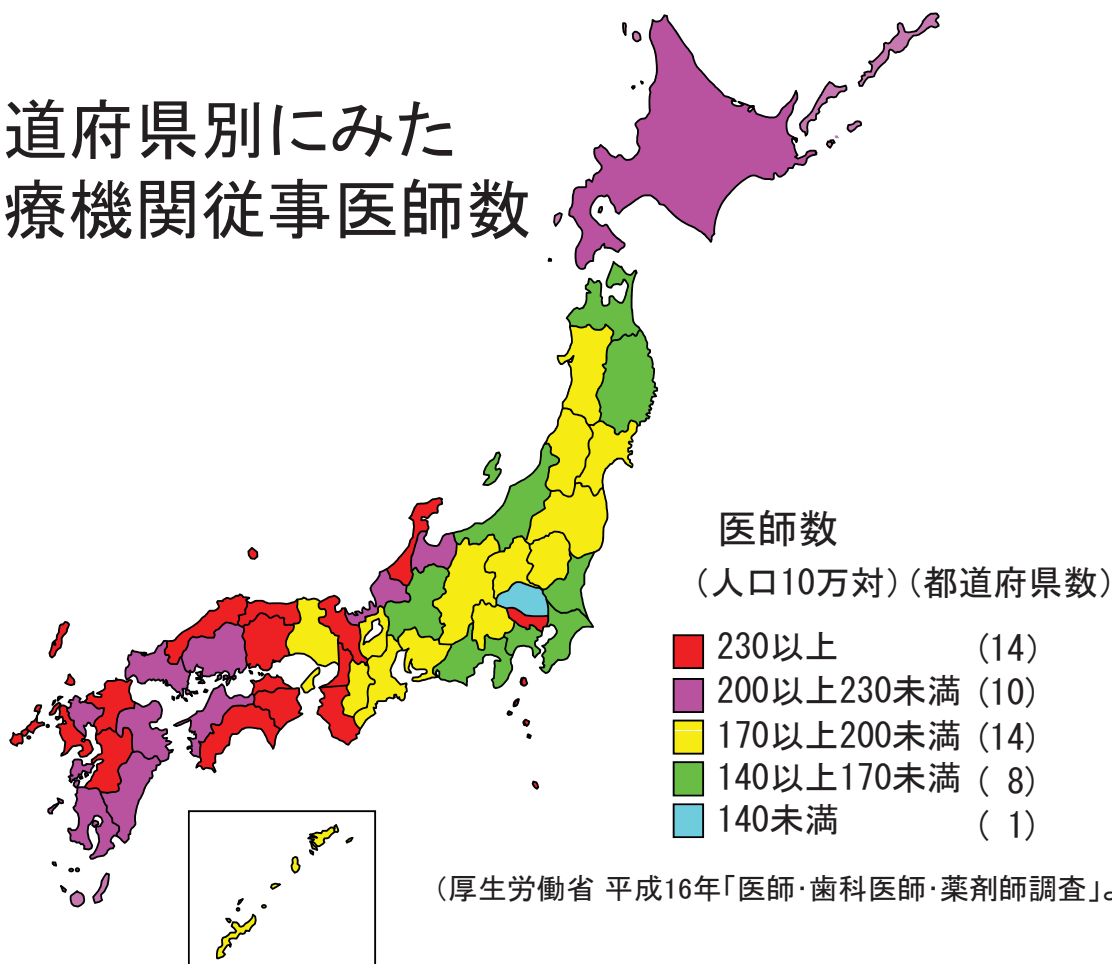 道府県別にみた
療機関従事医師数
医師数
(人口10万対)(都道府県数)
230以上 (14)
200以上230未満 (10)
170以上200未満 (14)
140以上170未満 ( 8)
140未満 ( 1)
(厚生労働省 平成16年「医師・歯科医師・薬剤師調査」よ